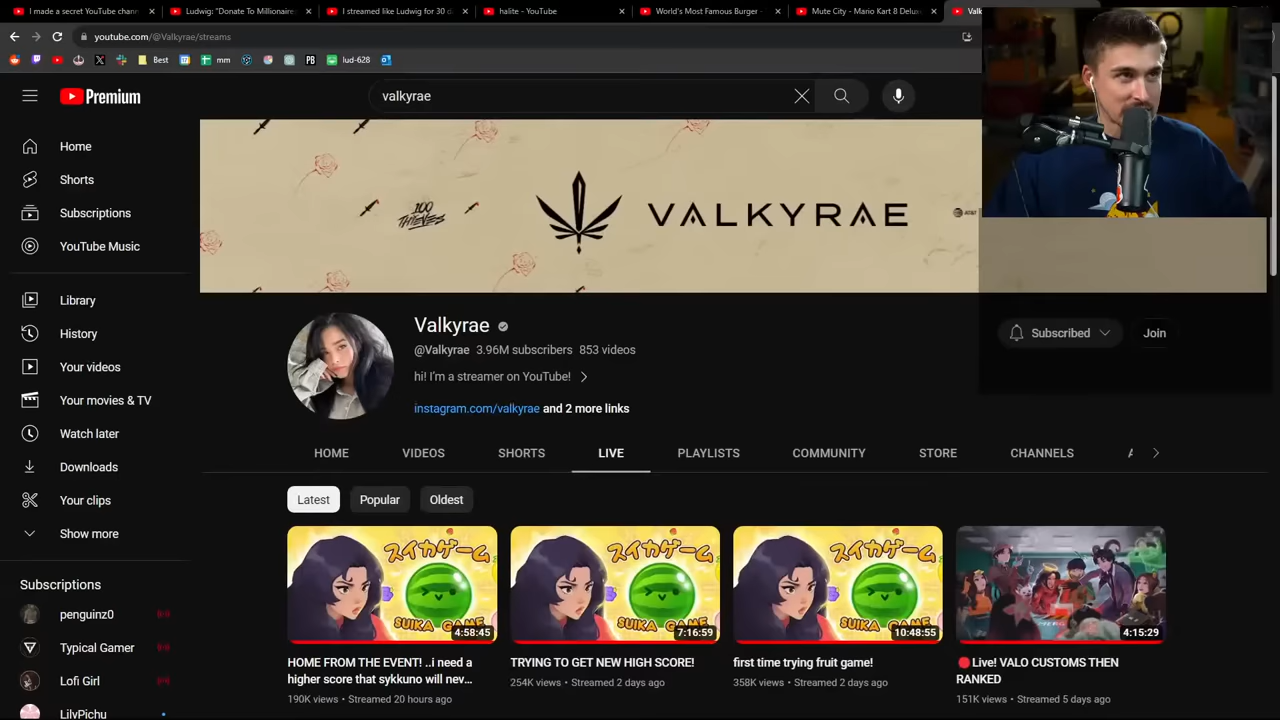 I made a secret YouTube chann
Ludwig: "Donate To Millionaire
I streamed like Ludwig for 30 d
halite - YouTube
World's Most Famous Burger -
Mute City - Mario Kart 8 Delux
Valk
youtube.com/@Valkyrae/streams
Best
mm
PB
lud-628
Premium
valkyrae
Home
Shorts
Subscriptions
YouTube Music
Library
History
Your videos
Your movies & TV
Watch later
Downloads
Your clips
Show more
Subscriptions
penguinz0
Typical Gamer
Lofi Girl
LilyPichu
100
THIEVES
VALKYRAE
AT&T
Valkyrae
@Valkyrae 3.96M subscribers 853 videos
hi! I'm a streamer on YouTube!
instagram.com/valkyrae and 2 more links
Subscribed
Join
HOME
VIDEOS
SHORTS
LIVE
PLAYLISTS
COMMUNITY
STORE
CHANNELS
Latest
Popular
Oldest
スイカゲーム
SUIKA GAME
4:58:45
HOME FROM THE EVENT! ..i need a
higher score that sykkuno will nev...
190K views • Streamed 20 hours ago
スイカゲーム
SUIKA GAME
7:16:59
TRYING TO GET NEW HIGH SCORE!
254K views • Streamed 2 days ago
スイカゲーム
SUIKA GAME
10:48:55
first time trying fruit game!
358K views • Streamed 2 days ago
4:15:29
🔴Live! VALO CUSTOMS THEN
RANKED
151K views • Streamed 5 days ago